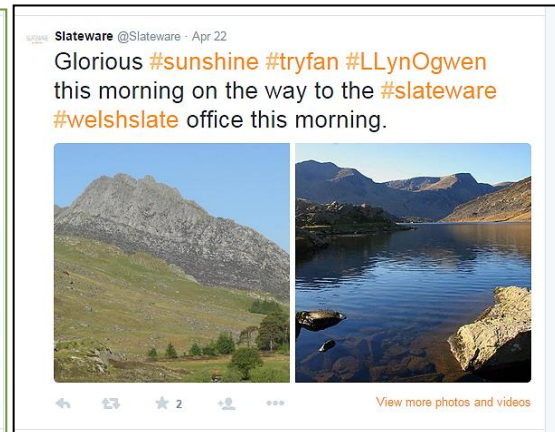 Slateware @Slateware · Apr 22
Glorious #sunshine #tryfan #LLynOgwen
this morning on the way to the #slateware
#welshslate office this morning.
2
View more photos and videos